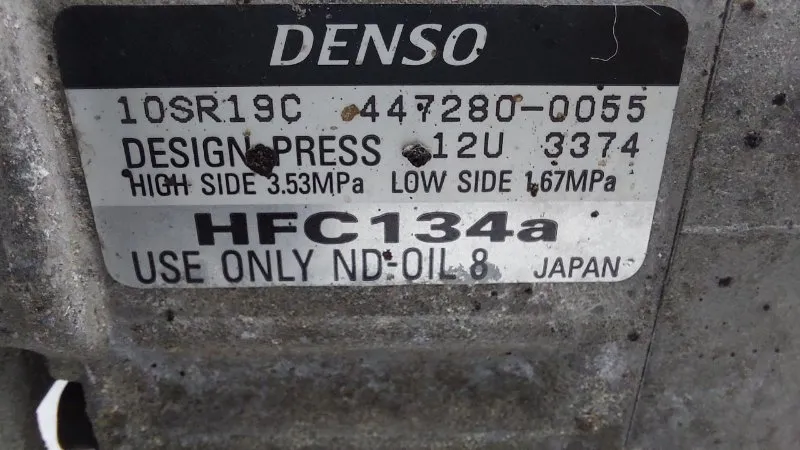 DENSO
10SR19C 447280-0055
DESIGN PRESS 12U 3374
HIGH SIDE 3.53MPa LOW SIDE 1.67MPa
HFC134a
USE ONLY ND-OIL 8 JAPAN